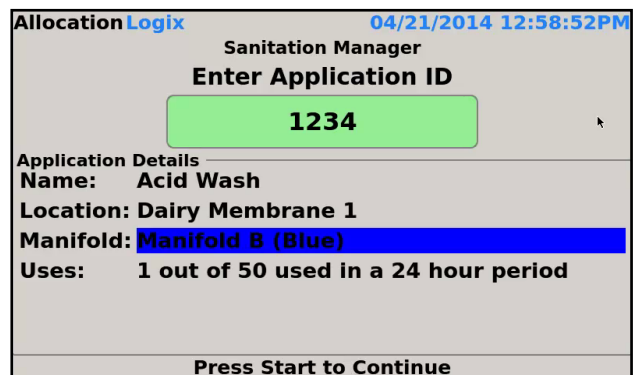 AllocationLogix 04/21/2014 12:58:52PM
Sanitation Manager
Enter Application ID
1234
Application Details
Name: Acid Wash
Location: Dairy Membrane 1
Manifold: Manifold B (Blue)
Uses: 1 out of 50 used in a 24 hour period
Press Start to Continue